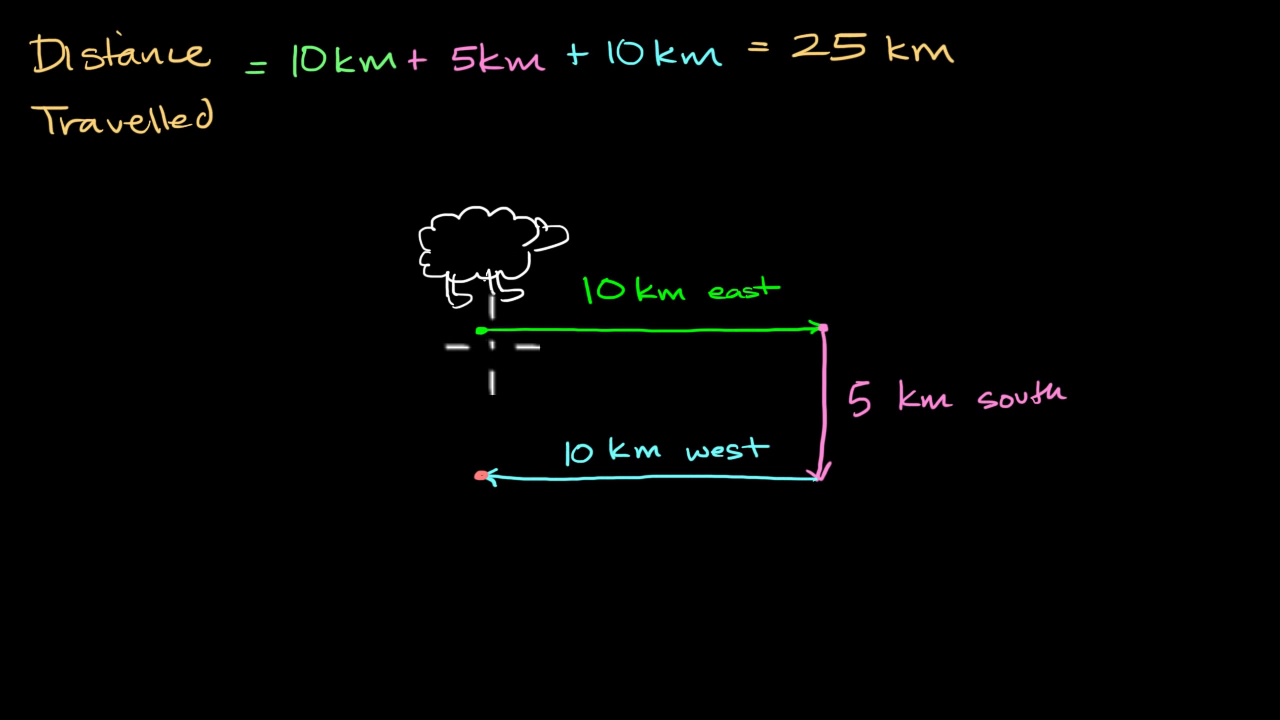 Distance = 10km + 5km + 10km = 25 km
Travelled
10 km east
5 km south
10 km west